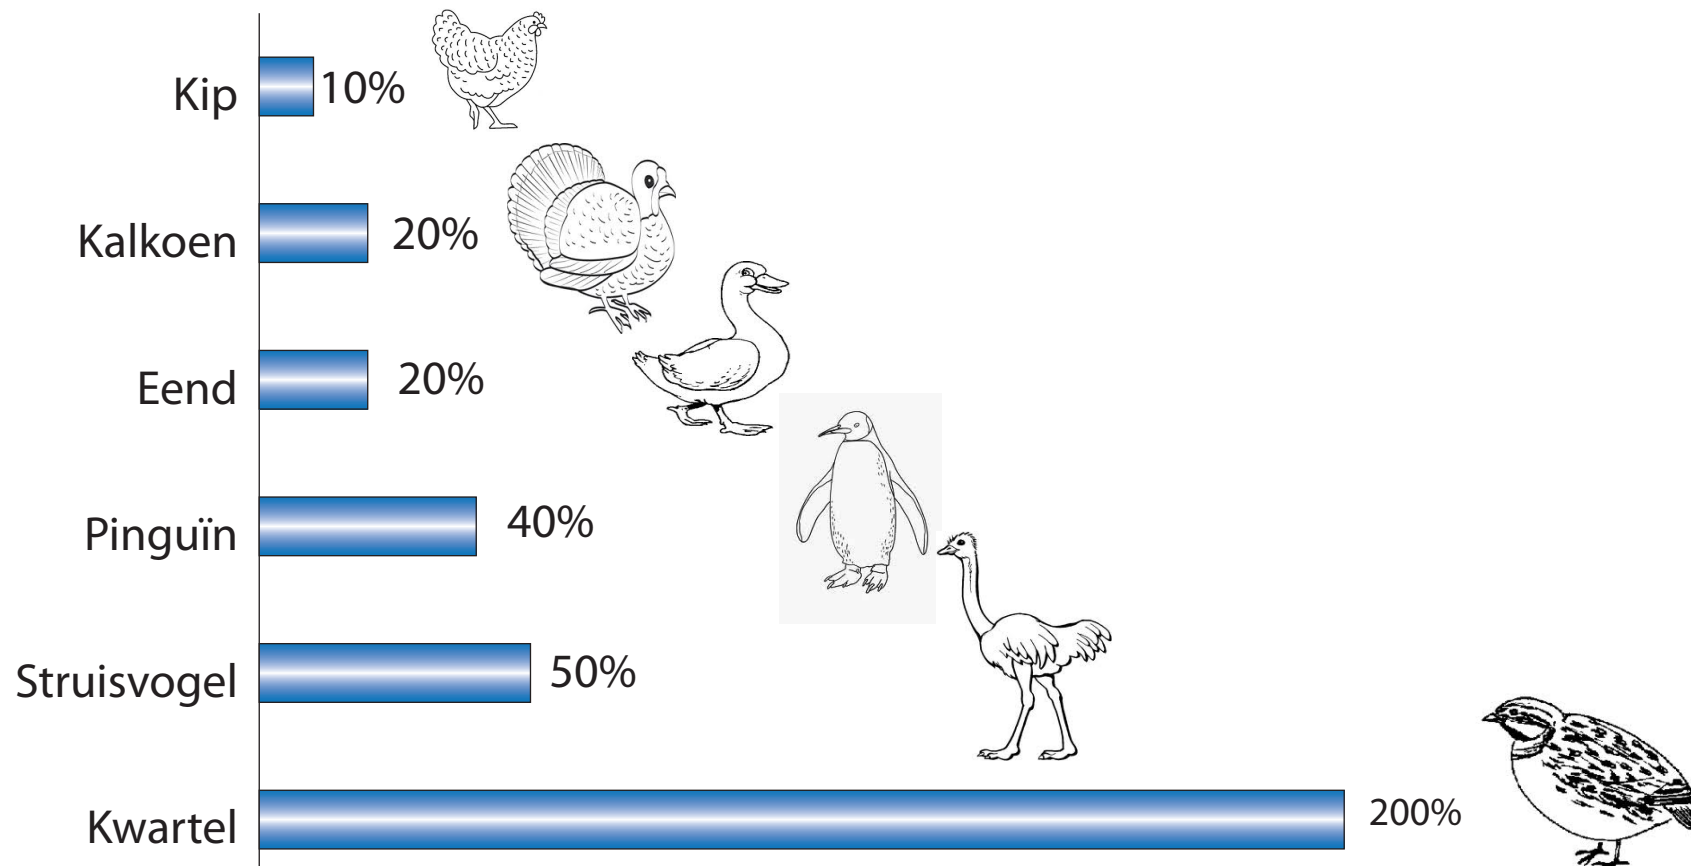 Kip 10%
Kalkoen 20%
Eend 20%
Pinguïn 40%
Struisvogel 50%
Kwartel 200%